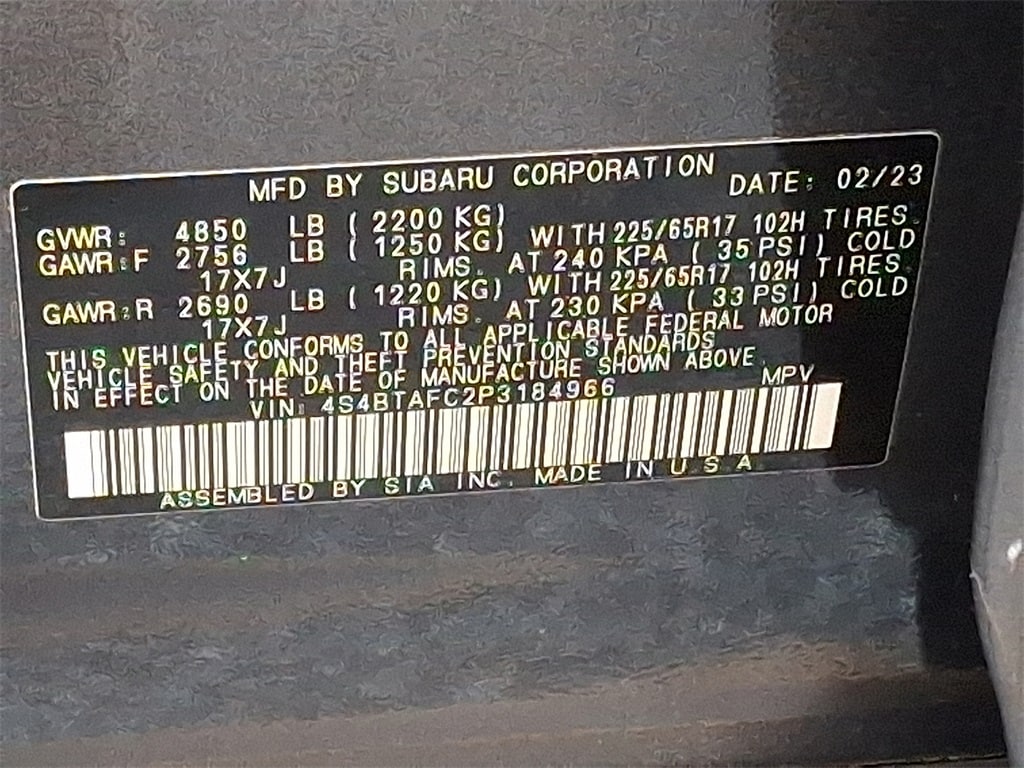 MFD BY SUBARU CORPORATION DATE: 02/23
GVWR: 4850 LB ( 2200 KG)
GAWR:F 2756 LB ( 1250 KG) WITH 225/65R17 102H TIRES.
17X7J RIMS. AT 240 KPA ( 35 PSI) COLD
GAWR:R 2690 LB ( 1220 KG) WITH 225/65R17 102H TIRES
17X7J RIMS. AT 230 KPA ( 33 PSI) COLD
THIS VEHICLE CONFORMS TO ALL APPLICABLE FEDERAL MOTOR
VEHICLE SAFETY AND THEFT PREVENTION STANDARDS
IN EFFECT ON THE DATE OF MANUFACTURE SHOWN ABOVE.
VIN: 4S4BTAFC2P3184966 MPV
ASSEMBLED BY SIA INC. MADE IN U S A